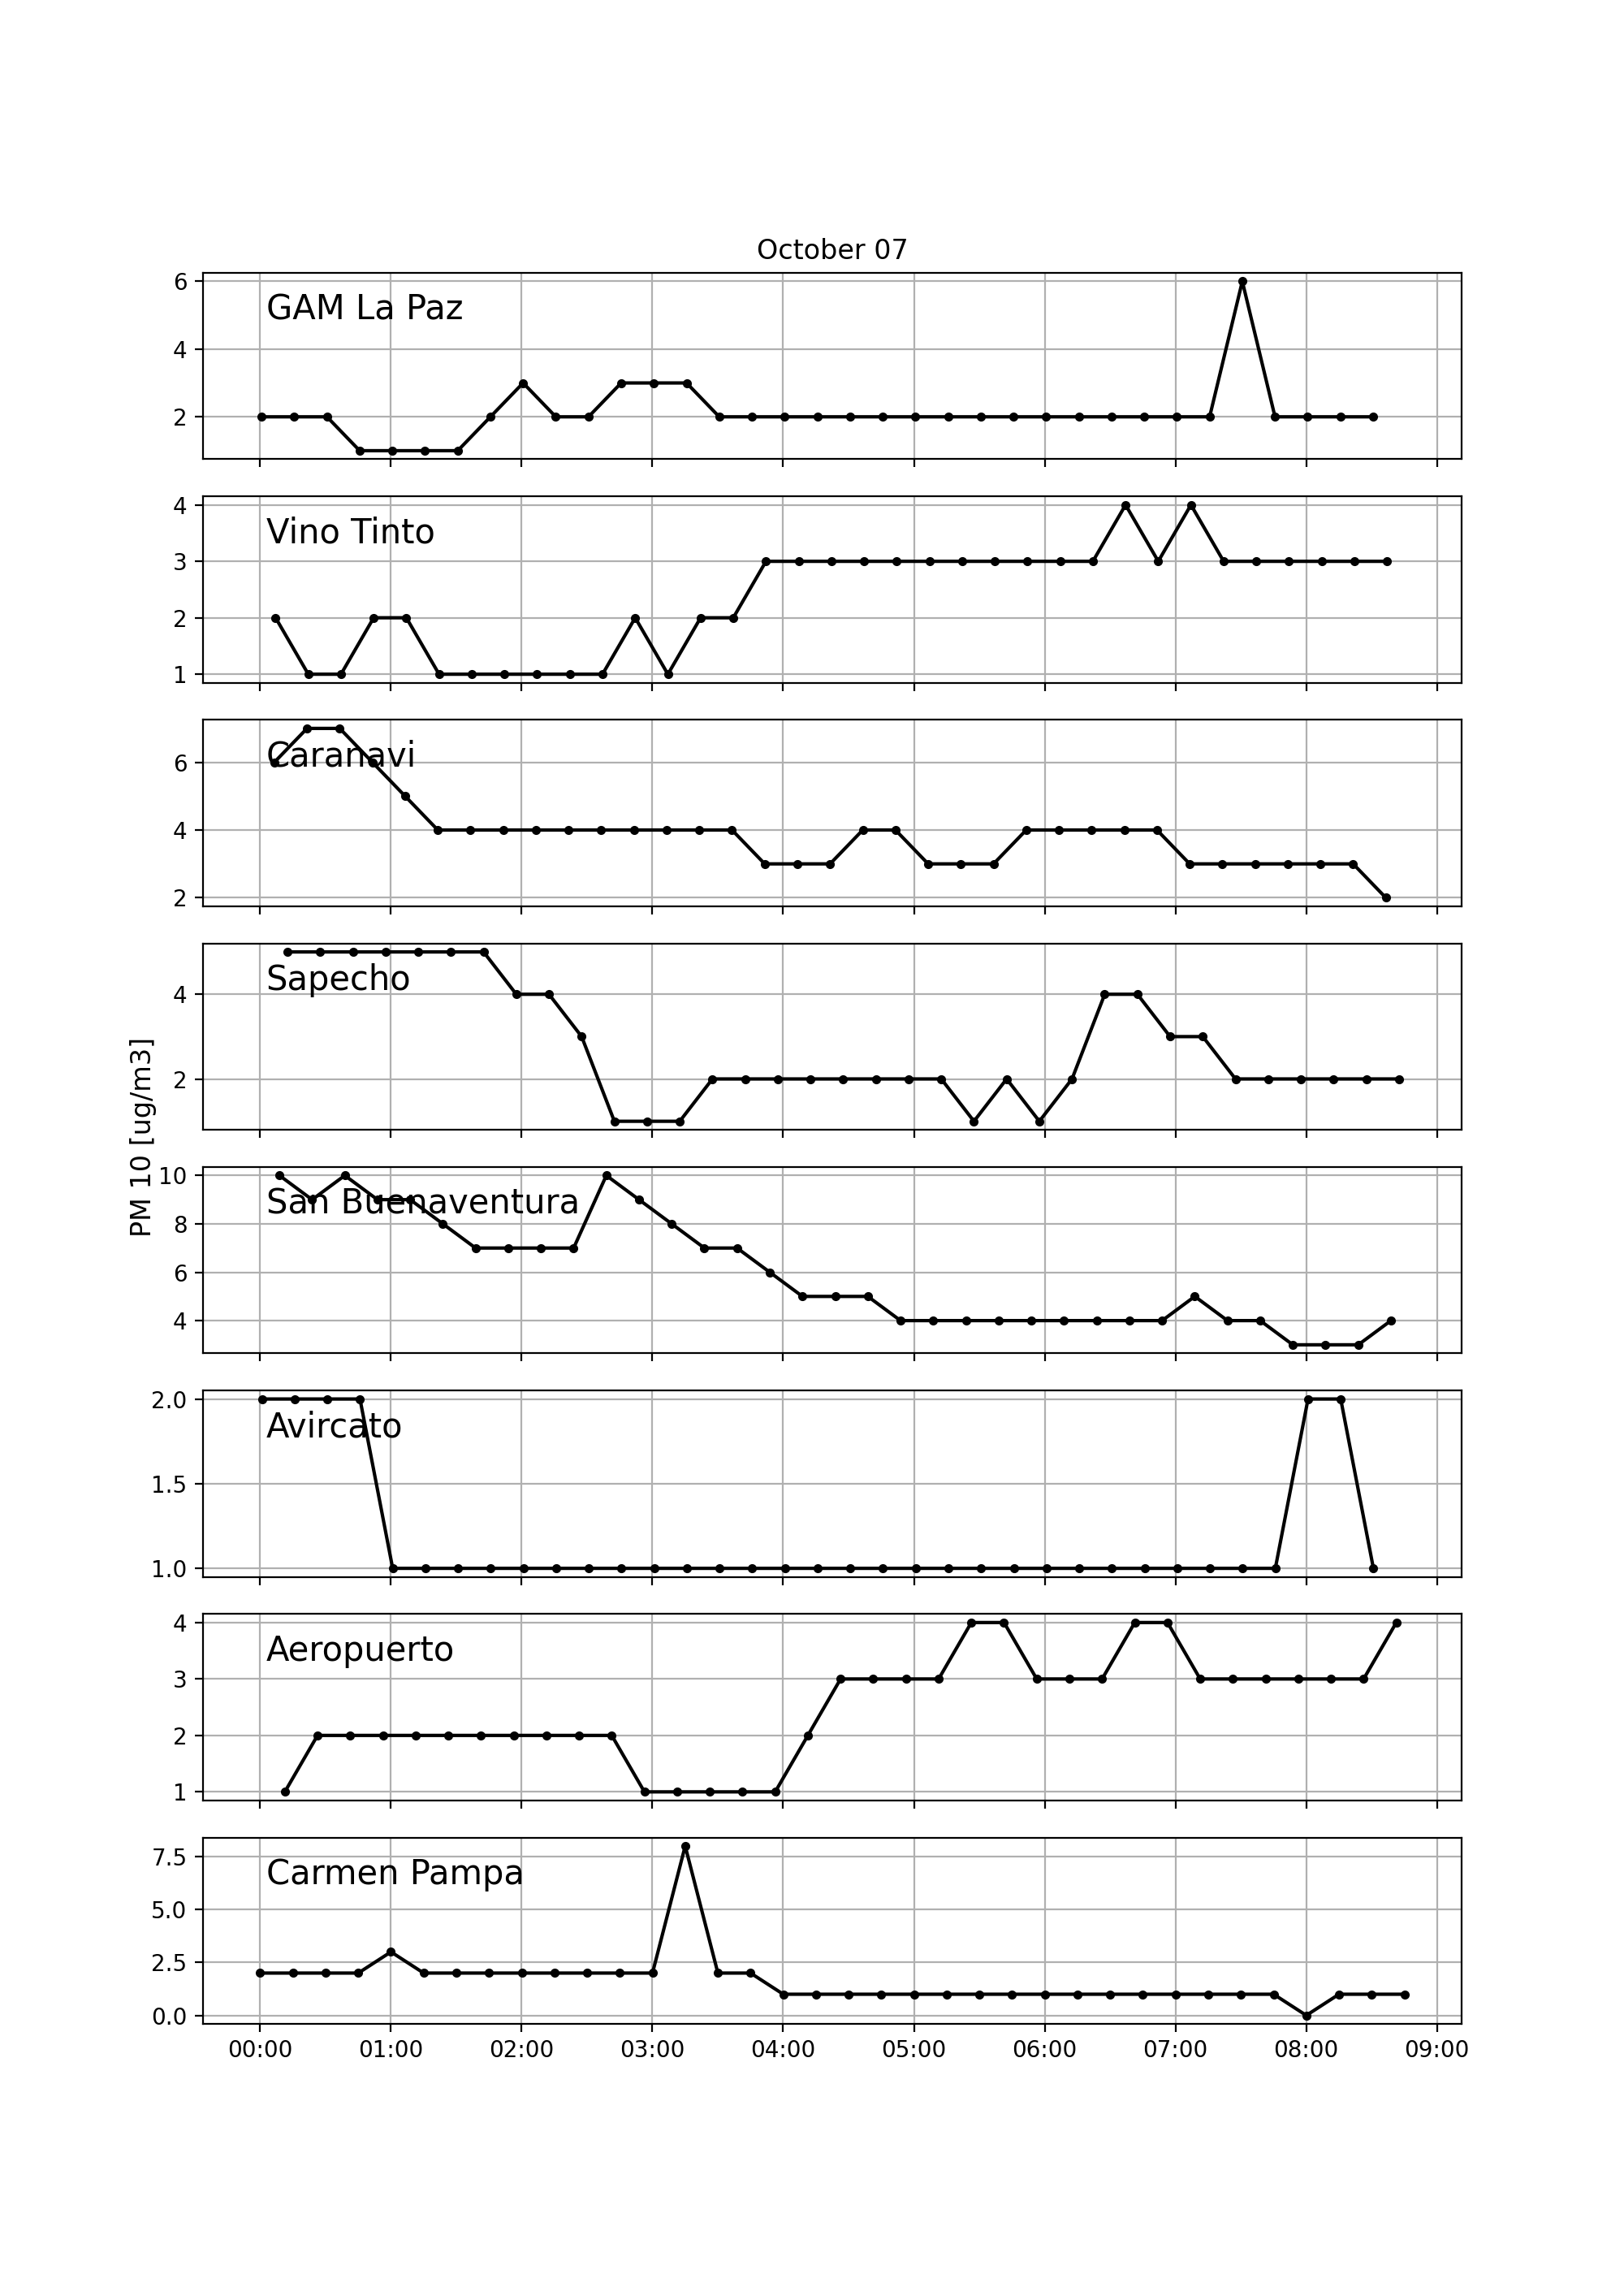 October 07
PM 10 [ug/m3]
GAM La Paz
6
4
2
Vino Tinto
4
3
2
1
Caranavi
6
4
2
Sapecho
4
2
San Buenaventura
10
8
6
4
Avircato
2.0
1.5
1.0
Aeropuerto
4
3
2
1
Carmen Pampa
7.5
5.0
2.5
0.0
00:00 01:00 02:00 03:00 04:00 05:00 06:00 07:00 08:00 09:00